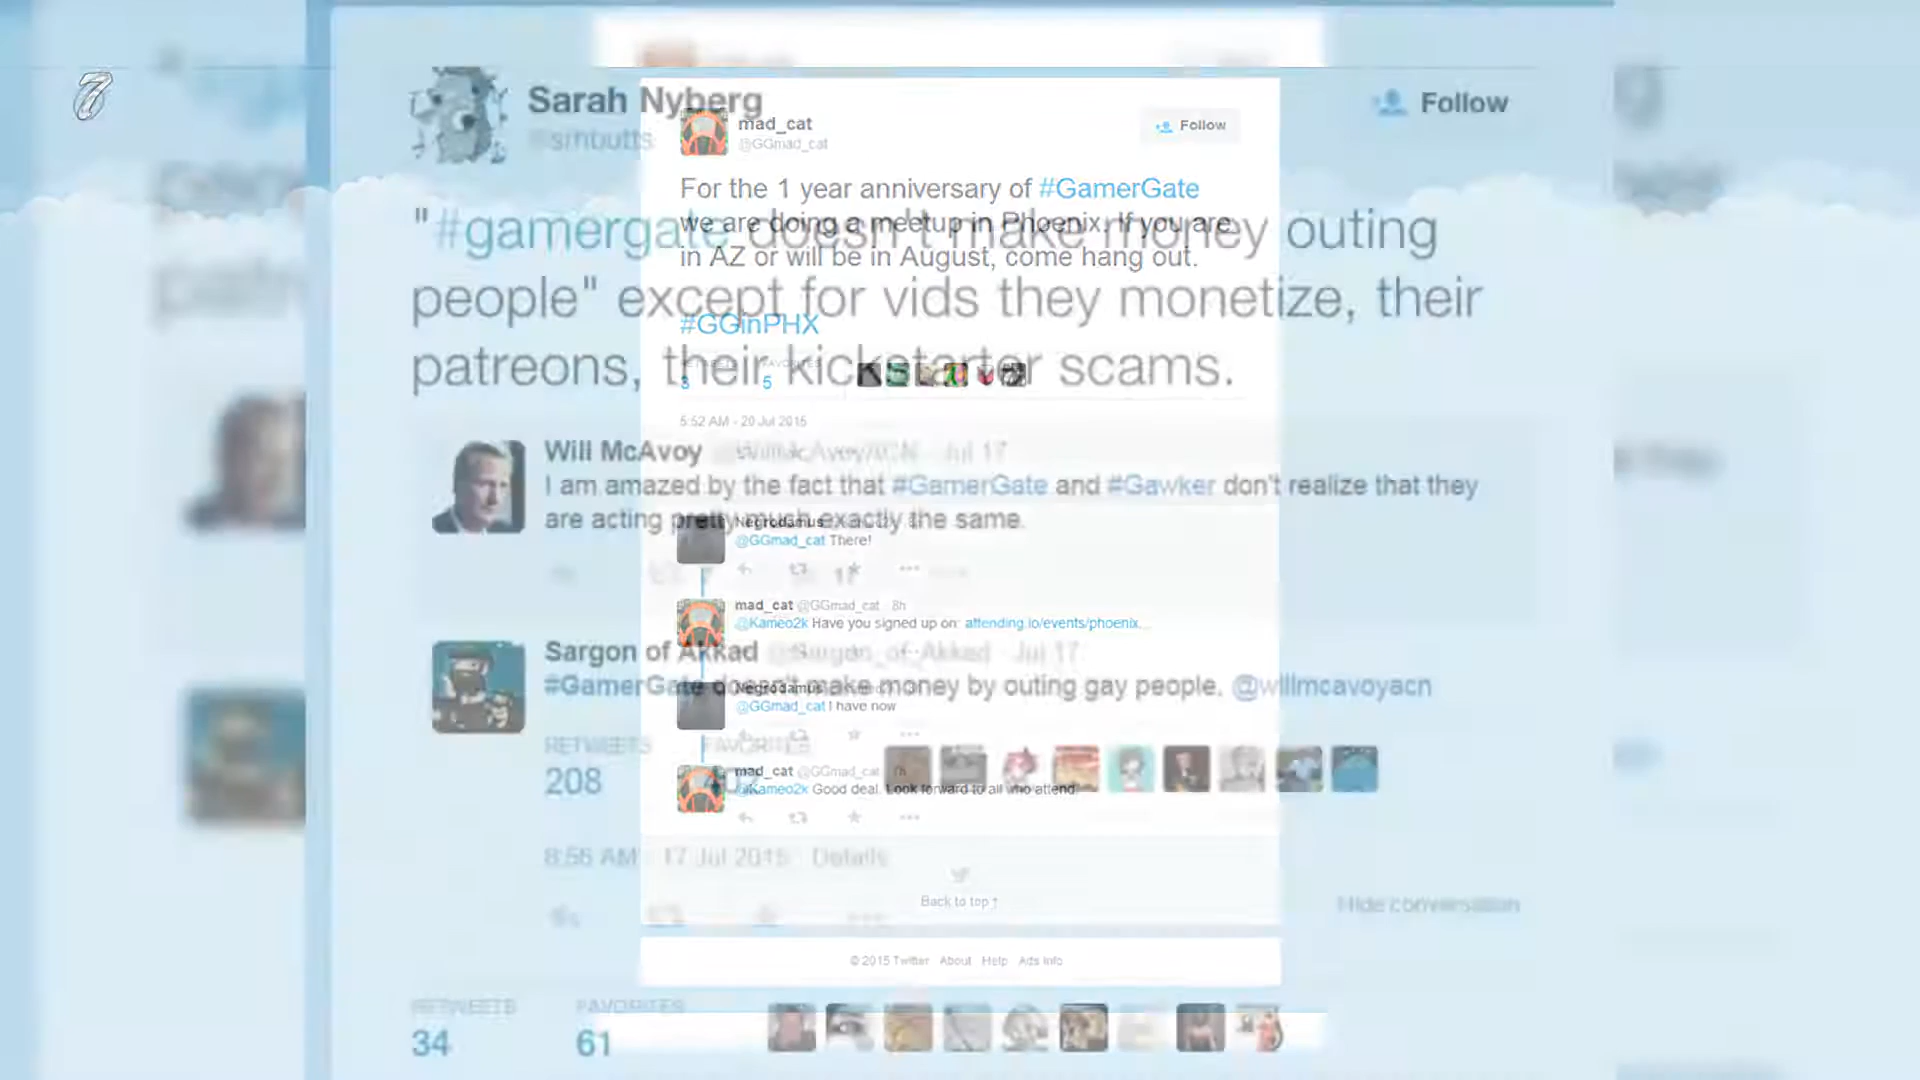 Sarah Nyberg
@srhbutts
Follow
"#gamergate doesn't make money outing
people" except for vids they monetize, their
patreons, their kickstarter scams.
Will McAvoy @WillMcAvoyACN · Jul 17
I am amazed by the fact that #GamerGate and #Gawker don't realize that they
are acting pretty much exactly the same.
17
Sargon of Akkad @Sargon_of_Akkad · Jul 17
#GamerGate doesn't make money by outing gay people. @willmcavoyacn
RETWEETS
FAVORITES
208
8:56 AM - 17 Jul 2015 · Details
Hide conversation
RETWEETS
FAVORITES
34
61
mad_cat
@GGmad_cat
Follow
For the 1 year anniversary of #GamerGate
we are doing a meetup in Phoenix. If you are
in AZ or will be in August, come hang out.
#GGinPHX
RETWEETS
FAVORITES
3
5
5:52 AM - 20 Jul 2015
Negrodamus
@GGmad_cat There!
mad_cat @GGmad_cat · 8h
@Kameo2k Have you signed up on: attending.io/events/phoenix...
Negrodamus
@GGmad_cat I have now
mad_cat @GGmad_cat · 7h
@Kameo2k Good deal. Look forward to all who attend!
Back to top ↑
© 2015 Twitter About Help Ads info